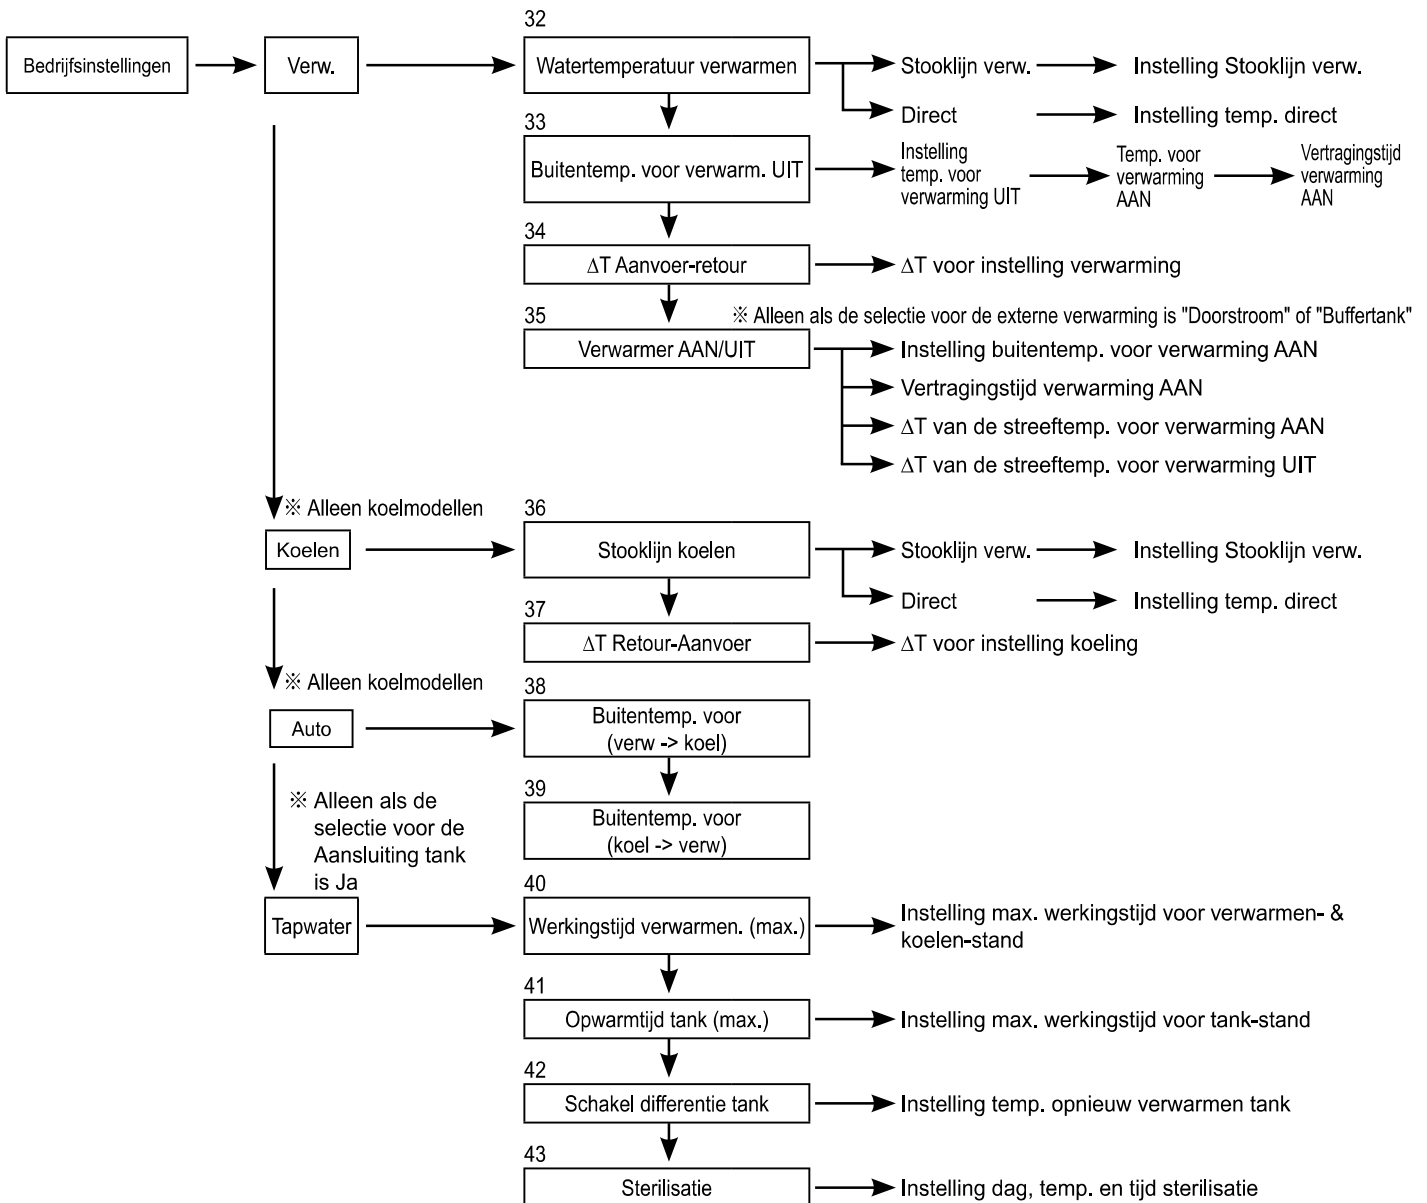 32
Bedrijfsinstellingen
Verw.
Watertemperatuur verwarmen
Stooklijn verw.
Instelling Stooklijn verw.
Direct
Instelling temp. direct
33
Buitentemp. voor verwarm. UIT
Instelling
temp. voor
verwarming UIT
Temp. voor
verwarming
AAN
Vertragingstijd
verwarming
AAN
34
ΔT Aanvoer-retour
ΔT voor instelling verwarming
35
※ Alleen als de selectie voor de externe verwarming is "Doorstroom" of "Buffertank"
Verwarmer AAN/UIT
Instelling buitentemp. voor verwarming AAN
Vertragingstijd verwarming AAN
ΔT van de streeftemp. voor verwarming AAN
ΔT van de streeftemp. voor verwarming UIT
※ Alleen koelmodellen
36
Koelen
Stooklijn koelen
Stooklijn verw.
Instelling Stooklijn verw.
Direct
Instelling temp. direct
37
ΔT Retour-Aanvoer
ΔT voor instelling koeling
※ Alleen koelmodellen
38
Auto
Buitentemp. voor
(verw -> koel)
39
Buitentemp. voor
(koel -> verw)
※ Alleen als de
selectie voor de
Aansluiting tank
is Ja
40
Tapwater
Werkingstijd verwarmen. (max.)
Instelling max. werkingstijd voor verwarmen- &
koelen-stand
41
Opwarmtijd tank (max.)
Instelling max. werkingstijd voor tank-stand
42
Schakel differentie tank
Instelling temp. opnieuw verwarmen tank
43
Sterilisatie
Instelling dag, temp. en tijd sterilisatie